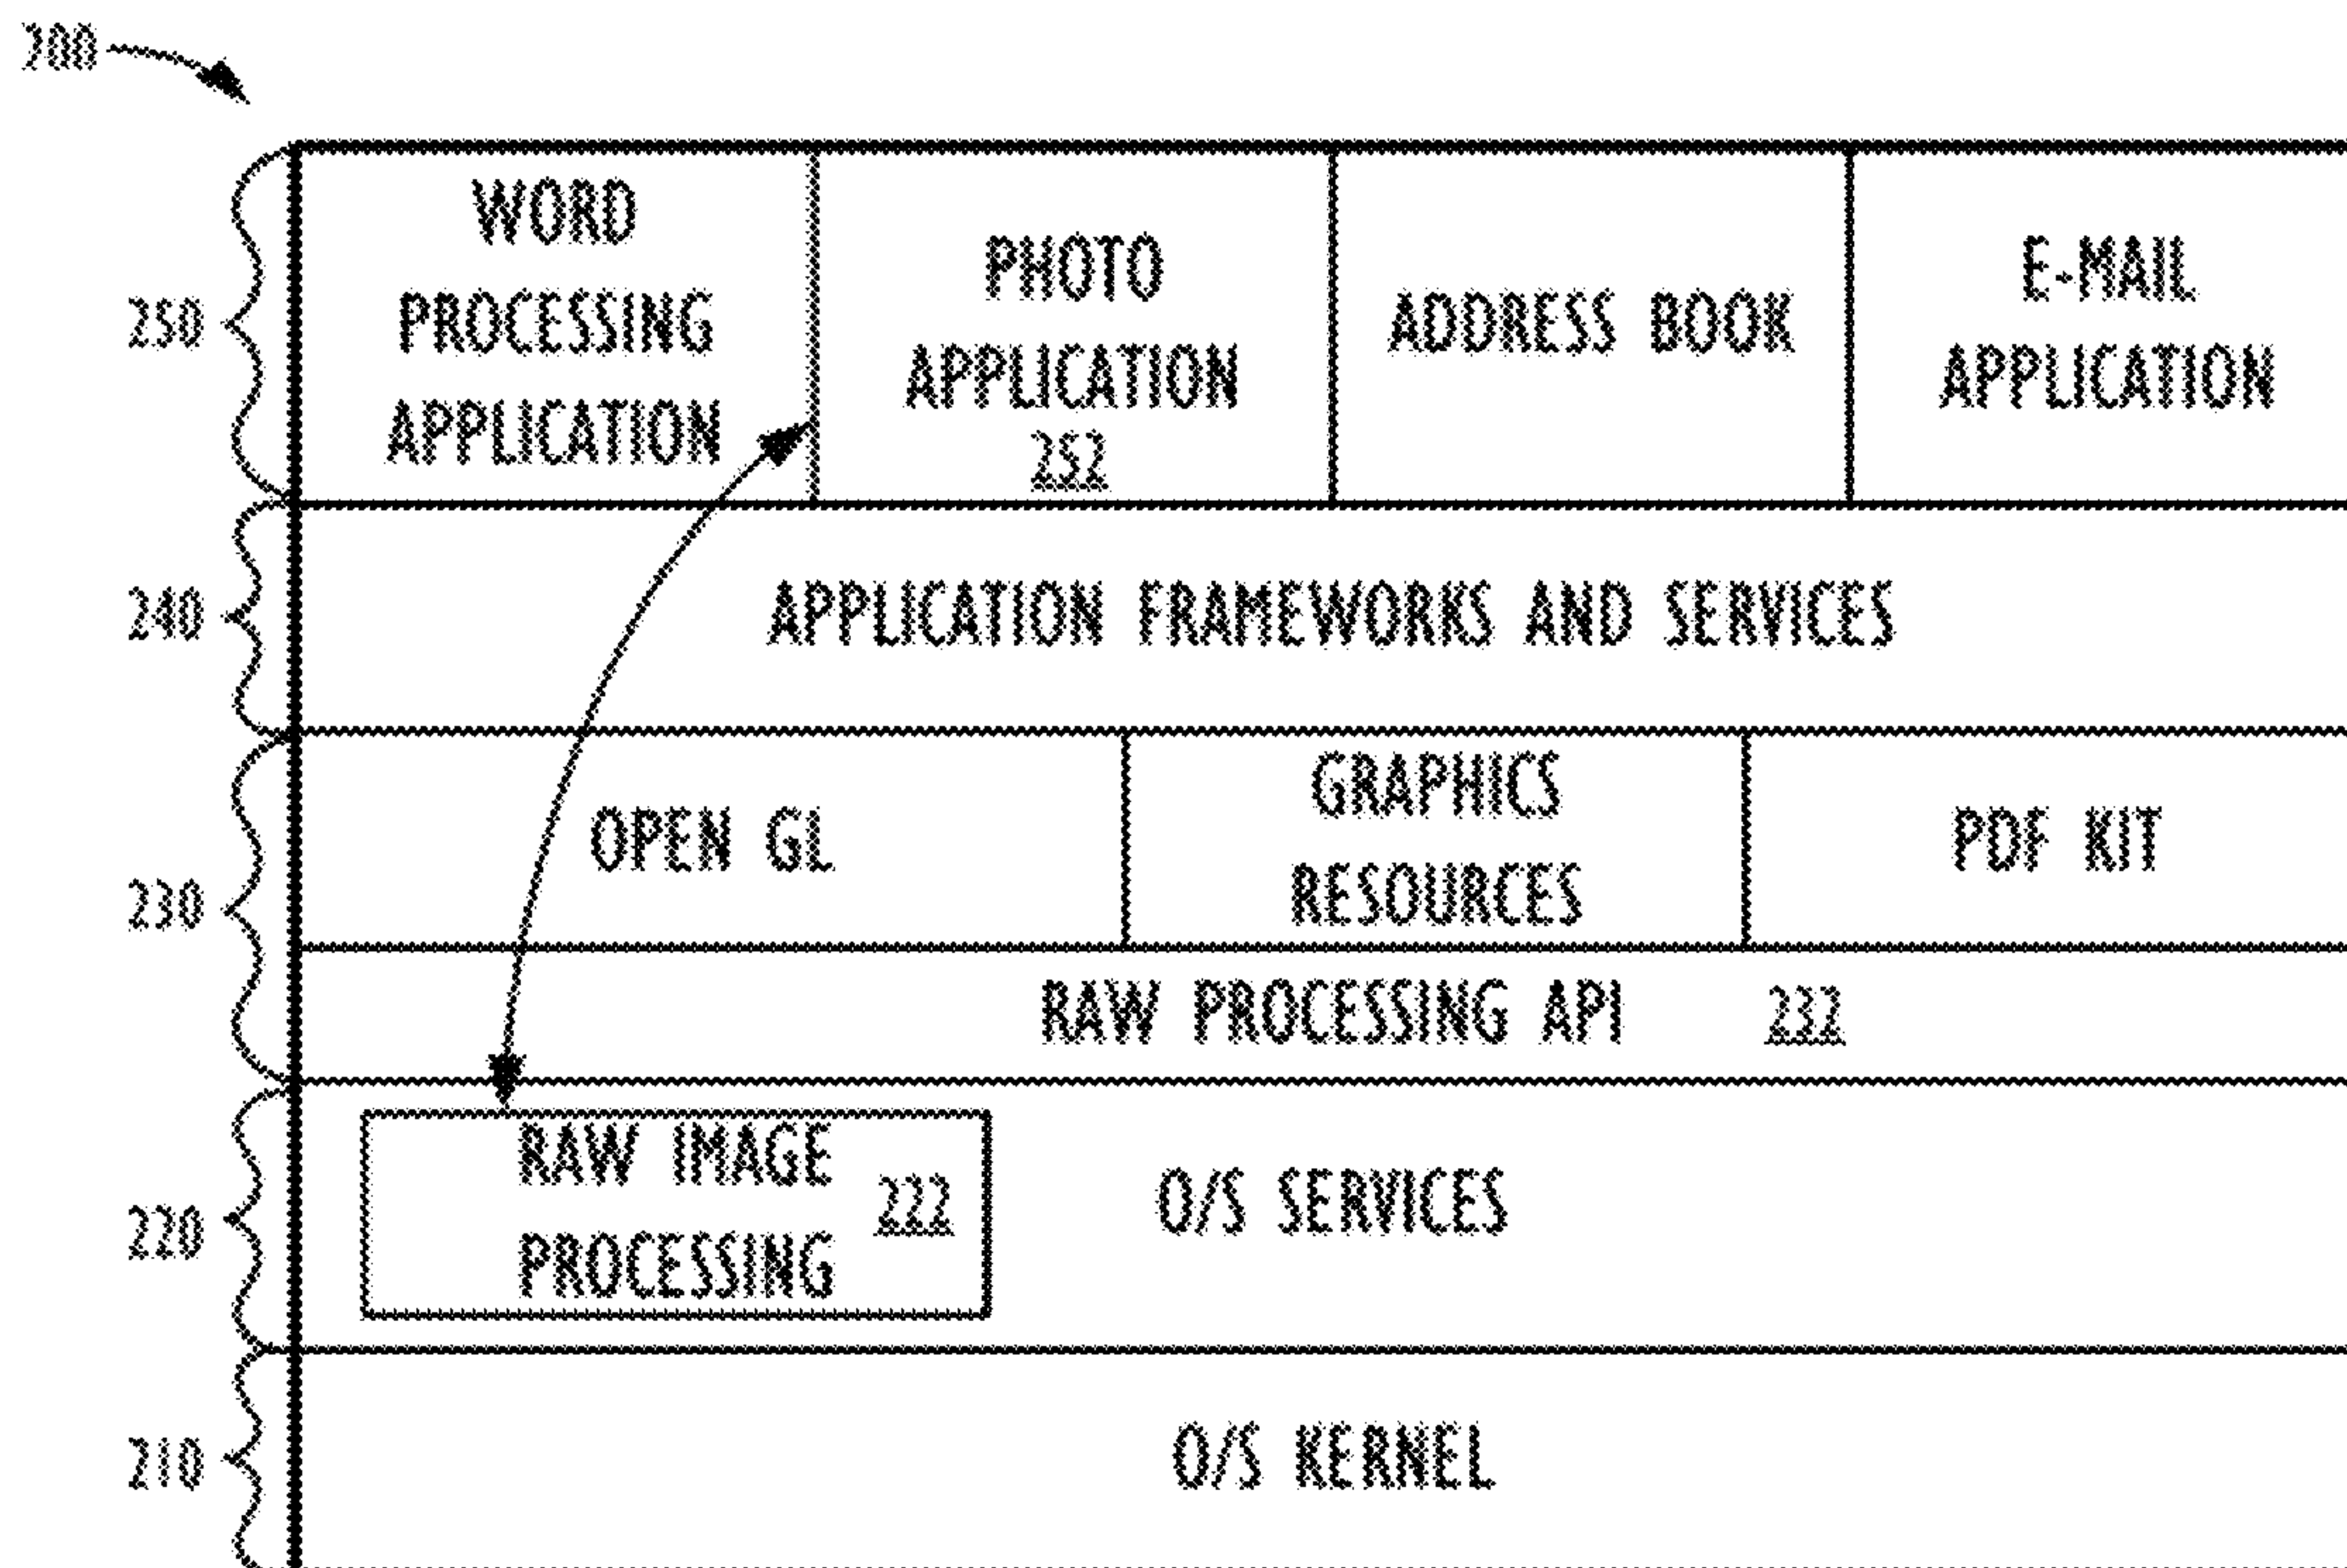 200
250
WORD
PROCESSING
APPLICATION
PHOTO
APPLICATION
252
ADDRESS BOOK
E-MAIL
APPLICATION
240
APPLICATION FRAMEWORKS AND SERVICES
230
OPEN GL
GRAPHICS
RESOURCES
PDF KIT
RAW PROCESSING API 232
220
RAW IMAGE
PROCESSING
222
O/S SERVICES
210
O/S KERNEL